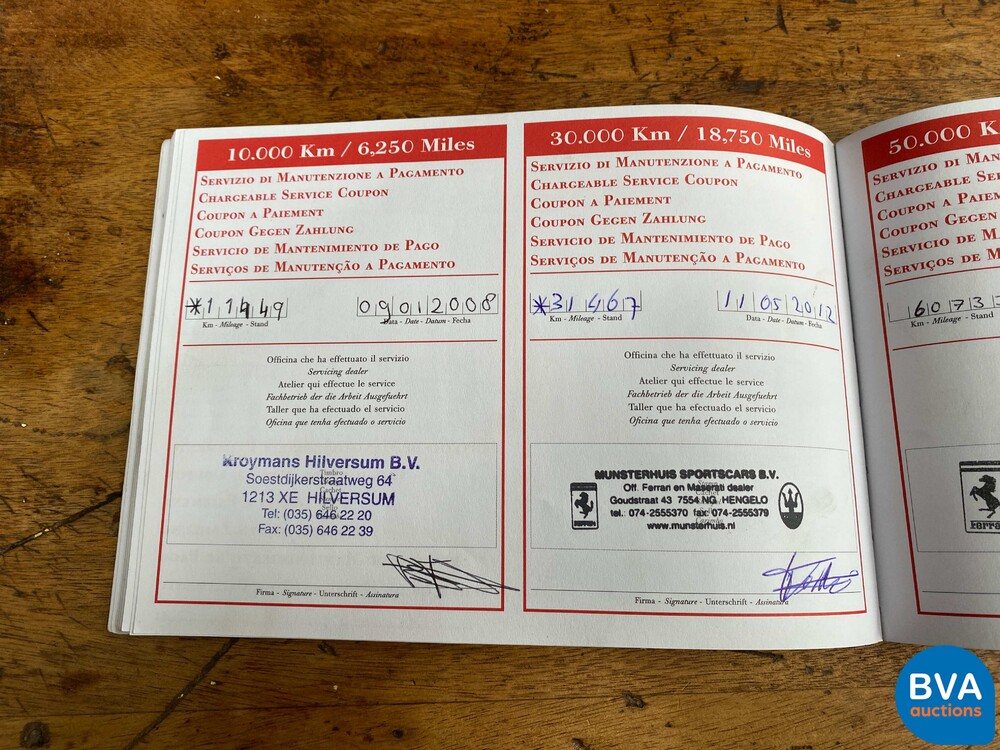 10.000 Km / 6,250 Miles
Servizio di Manutenzione a Pagamento
Chargeable Service Coupon
Coupon a Paiement
Coupon Gegen Zahlung
Servicio de Mantenimiento de Pago
Serviços de Manutenção a Pagamento
*11449 09012008
Km - Mileage - Stand Data - Date - Datum - Fecha
Officina che ha effettuato il servizio
Servicing dealer
Atelier qui effectue le service
Fachbetrieb der die Arbeit Ausgefuehrt
Taller que ha efectuado el servicio
Oficina que tenha efectuado o servicio
Kroymans Hilversum B.V.
Soestdijkerstraatweg 64
1213 XE HILVERSUM
Tel: (035) 646 22 20
Fax: (035) 646 22 39
Firma - Signature - Unterschrift - Assinatura
30.000 Km / 18,750 Miles
Servizio di Manutenzione a Pagamento
Chargeable Service Coupon
Coupon a Paiement
Coupon Gegen Zahlung
Servicio de Mantenimiento de Pago
Serviços de Manutenção a Pagamento
*31467 11052012
Km - Mileage - Stand Data - Date - Datum - Fecha
Officina che ha effettuato il servizio
Servicing dealer
Atelier qui effectue le service
Fachbetrieb der die Arbeit Ausgefuehrt
Taller que ha efectuado el servicio
Oficina que tenha efectuado o servicio
MUNSTERHUIS SPORTSCARS B.V.
Off. Ferrari en Maserati dealer
Goudstraat 43 7554 NG HENGELO
tel. 074-2555370 fax: 074-2555379
www.munsterhuis.nl
Firma - Signature - Unterschrift - Assinatura
50.000 K
Servizio di Man
Chargeable Ser
Coupon a Paiem
Coupon Gegen
Servicio de M
Serviços de M
6073
Km - Mileage - Stand
Ferra
BVA
auctions